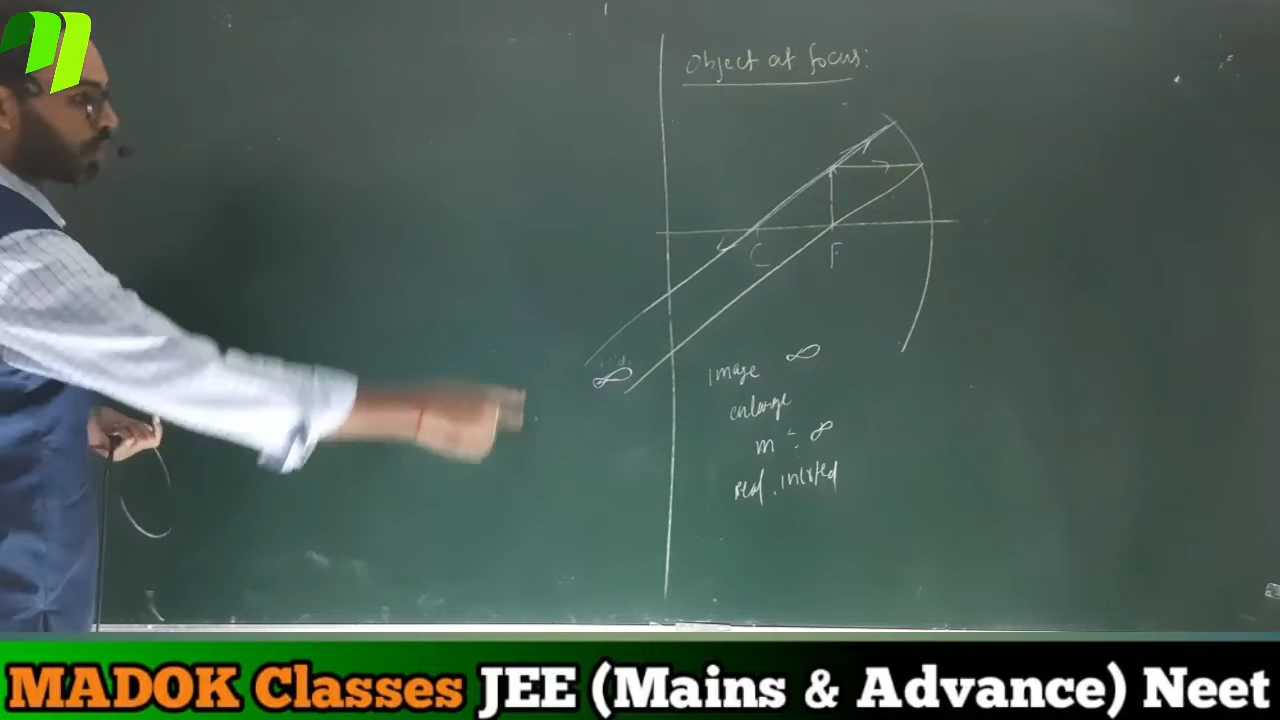 Object at focus:
C
F
∞
image ∞
enlarge
m = ∞
real, inverted
MADOK Classes JEE (Mains & Advance) Neet